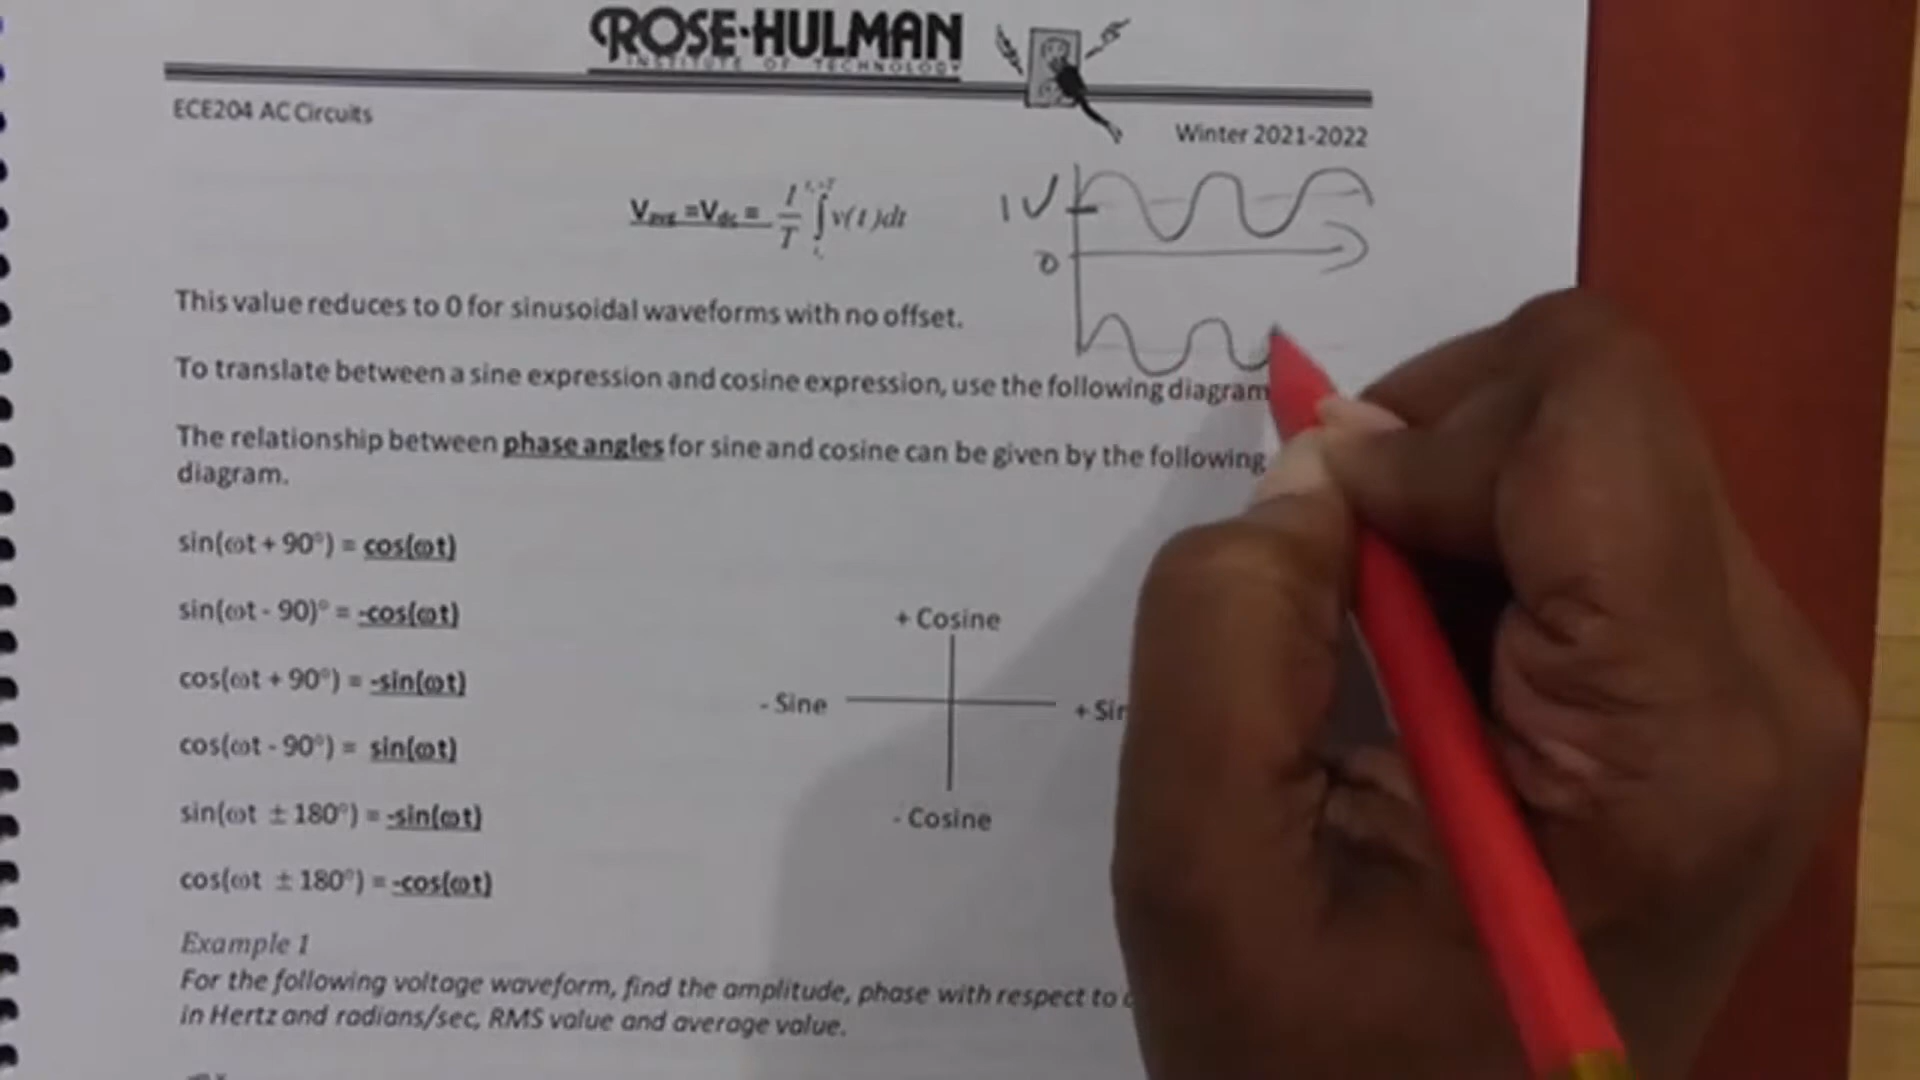 ROSE-HULMAN
INSTITUTE OF TECHNOLOGY
ECE204 AC Circuits
Winter 2021-2022
Vavg =Vdc = 1/T ∫ v(t)dt
1V
0
This value reduces to 0 for sinusoidal waveforms with no offset.
To translate between a sine expression and cosine expression, use the following diagram
The relationship between phase angles for sine and cosine can be given by the following
diagram.
sin(ωt + 90°) = cos(ωt)
sin(ωt - 90)° = -cos(ωt)
cos(ωt + 90°) = -sin(ωt)
cos(ωt - 90°) = sin(ωt)
sin(ωt ± 180°) = -sin(ωt)
cos(ωt ± 180°) = -cos(ωt)
+ Cosine
- Sine
+ Sin
- Cosine
Example 1
For the following voltage waveform, find the amplitude, phase with respect to
in Hertz and radians/sec, RMS value and average value.